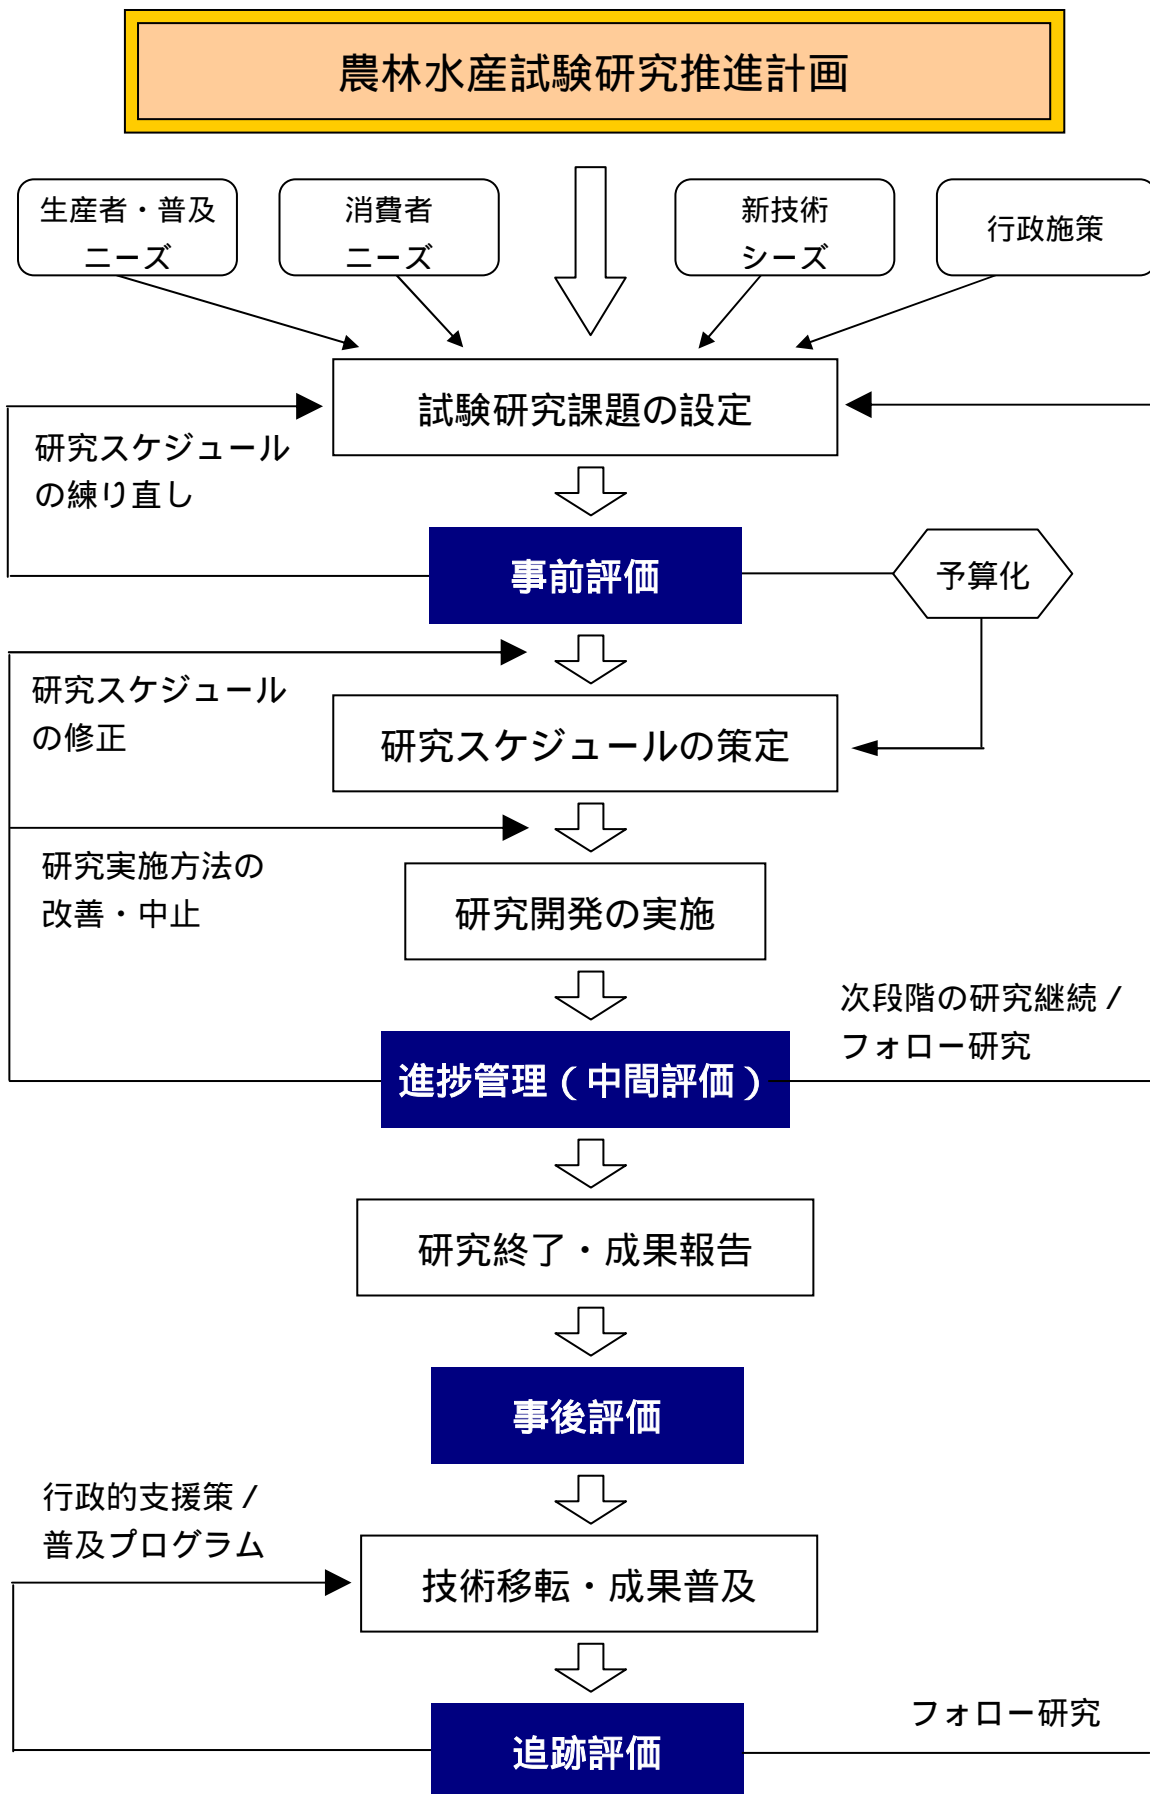 農林水産試験研究推進計画
生産者・普及
ニーズ
消費者
ニーズ
新技術
シーズ
行政施策
試験研究課題の設定
研究スケジュール
の練り直し
事前評価
予算化
研究スケジュール
の修正
研究スケジュールの策定
研究実施方法の
改善・中止
研究開発の実施
次段階の研究継続/
フォロー研究
進捗管理(中間評価)
研究終了・成果報告
事後評価
行政的支援策/
普及プログラム
技術移転・成果普及
フォロー研究
追跡評価